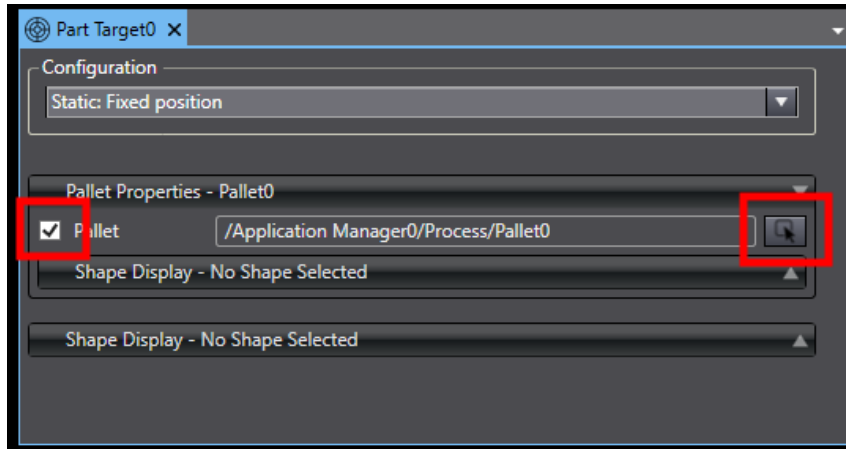 Part Target0
Configuration
Static: Fixed position
Pallet Properties - Pallet0
Pallet /Application Manager0/Process/Pallet0
Shape Display - No Shape Selected
Shape Display - No Shape Selected